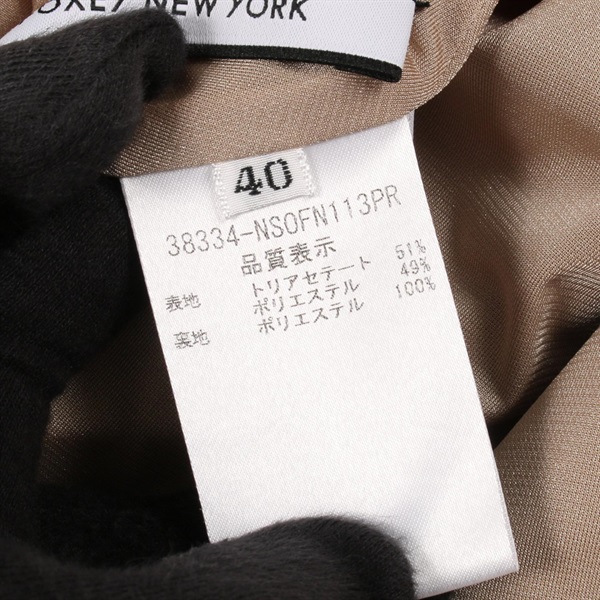 NEW YORK
40
38334-NSOFN113PR
品質表示
表地 トリアセテート 51%
ポリエステル 49%
裏地 ポリエステル 100%